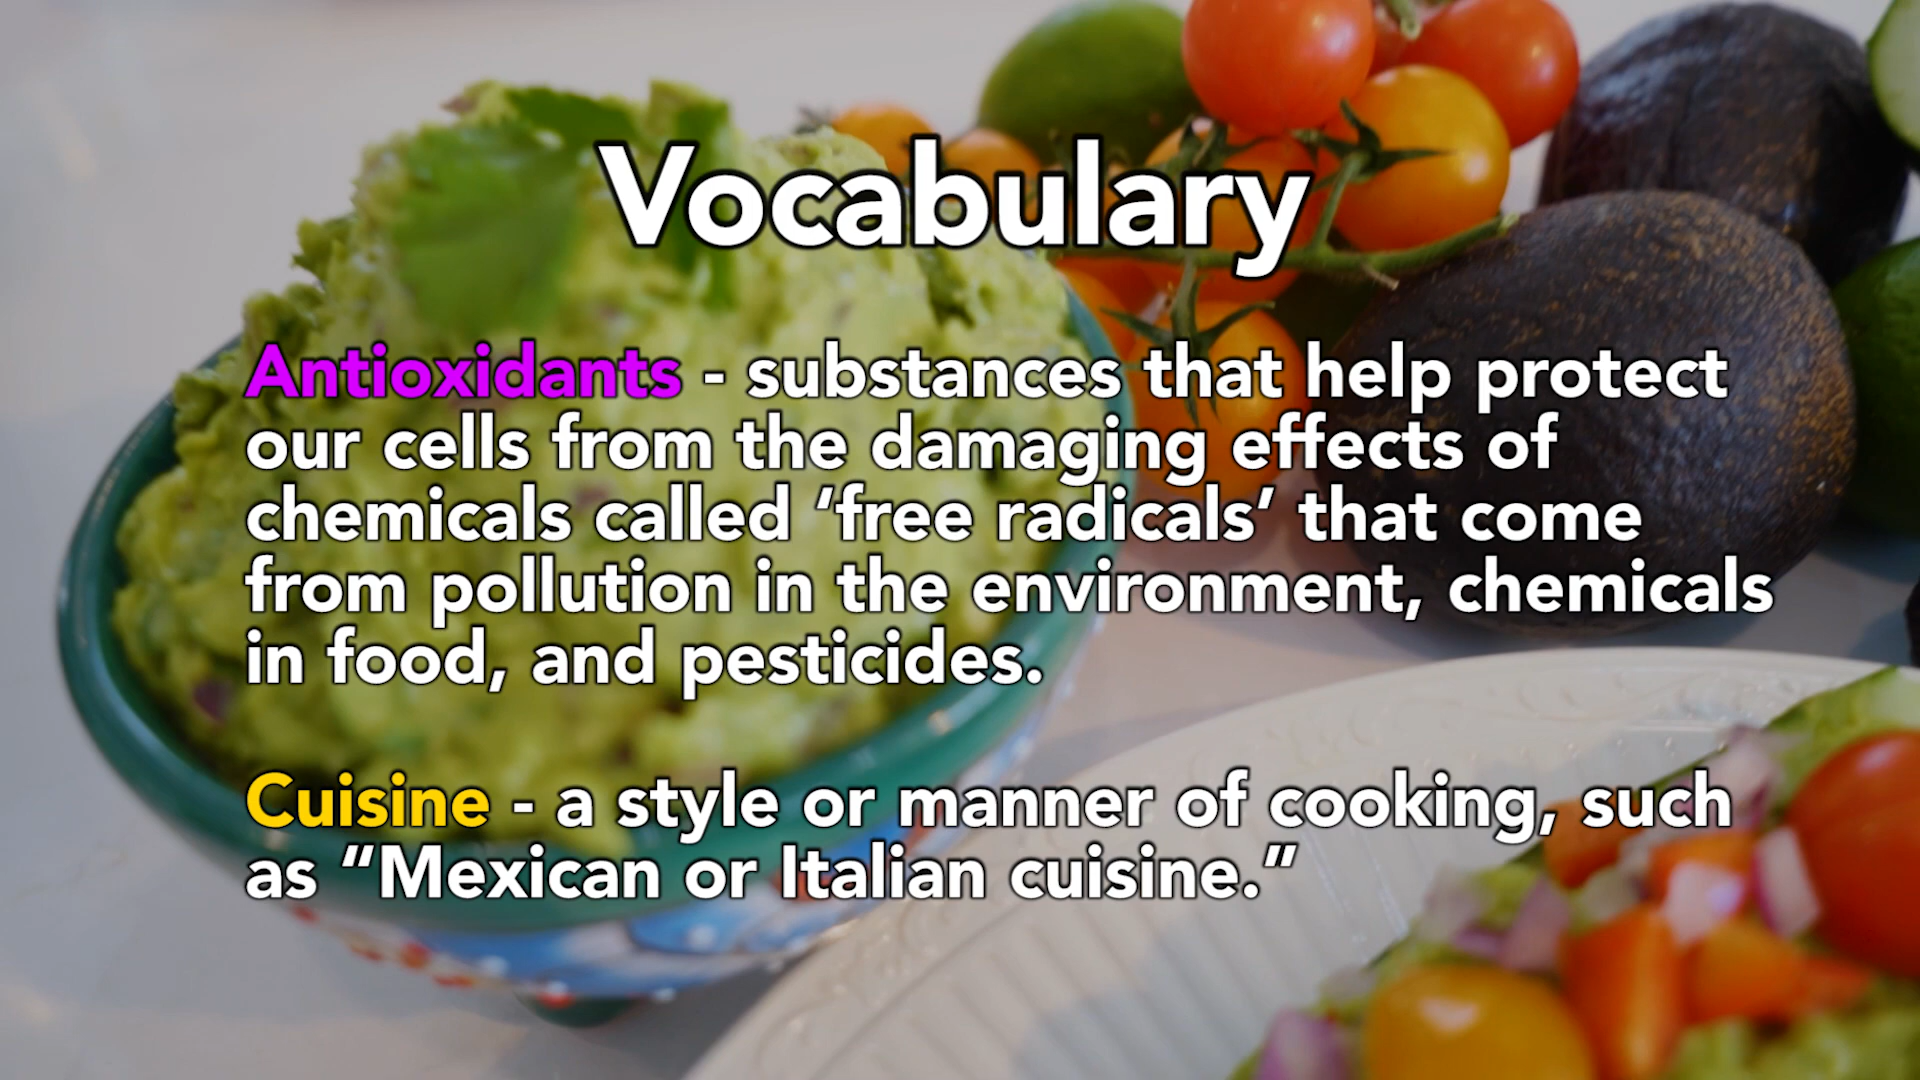 Vocabulary
Antioxidants - substances that help protect
our cells from the damaging effects of
chemicals called ‘free radicals’ that come
from pollution in the environment, chemicals
in food, and pesticides.
Cuisine - a style or manner of cooking, such
as “Mexican or Italian cuisine.”